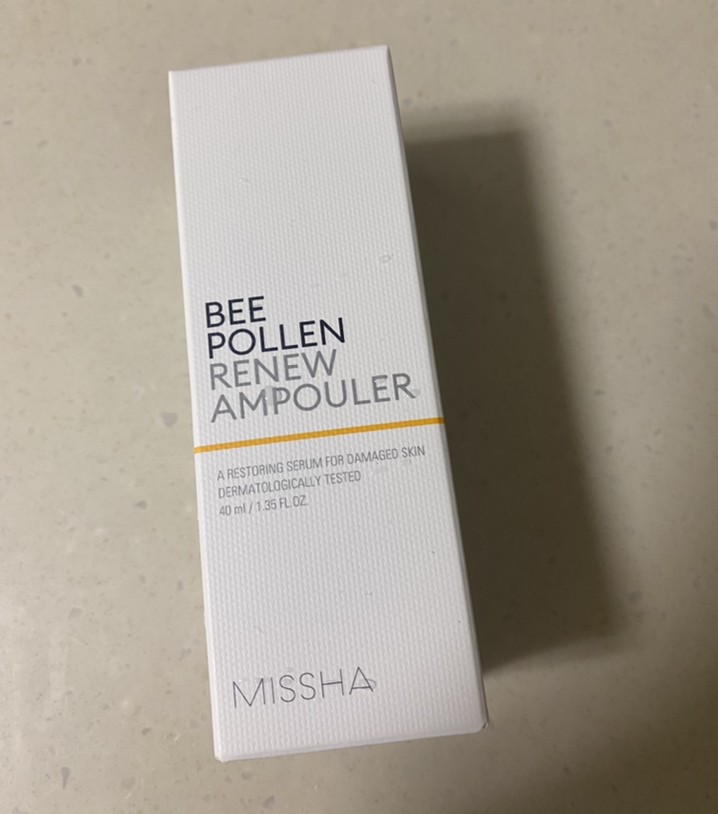 BEE
POLLEN
RENEW
AMPOULER
A RESTORING SERUM FOR DAMAGED SKIN
DERMATOLOGICALLY TESTED
40 ml / 1.35 FL.OZ.
MISSHA